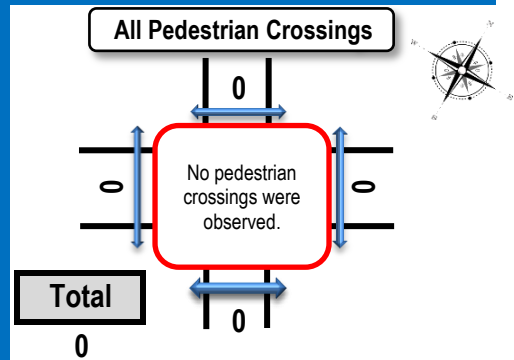 All Pedestrian Crossings
N
W
E
S
0
0
No pedestrian
crossings were
observed.
0
Total
0
0